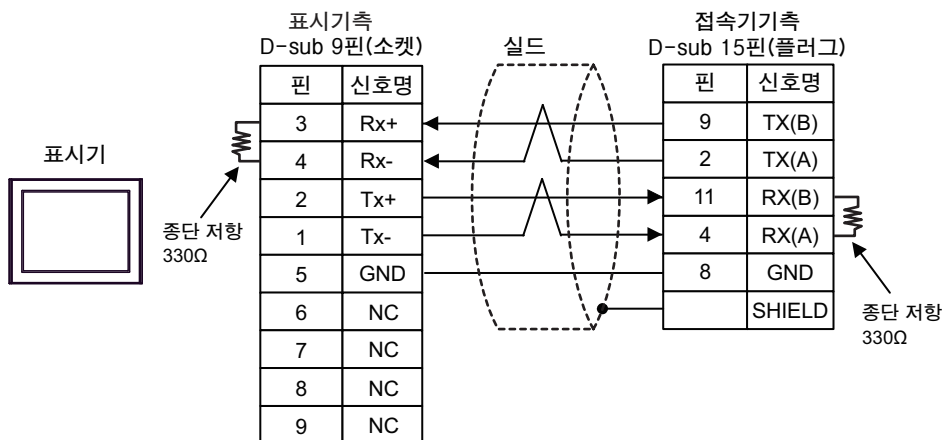 표시기측
D-sub 9핀(소켓)
실드
접속기기측
D-sub 15핀(플러그)
핀 신호명
핀 신호명
3 Rx+
9 TX(B)
4 Rx-
2 TX(A)
2 Tx+
11 RX(B)
1 Tx-
4 RX(A)
5 GND
8 GND
6 NC
SHIELD
7 NC
8 NC
9 NC
표시기
종단 저항
330Ω
종단 저항
330Ω